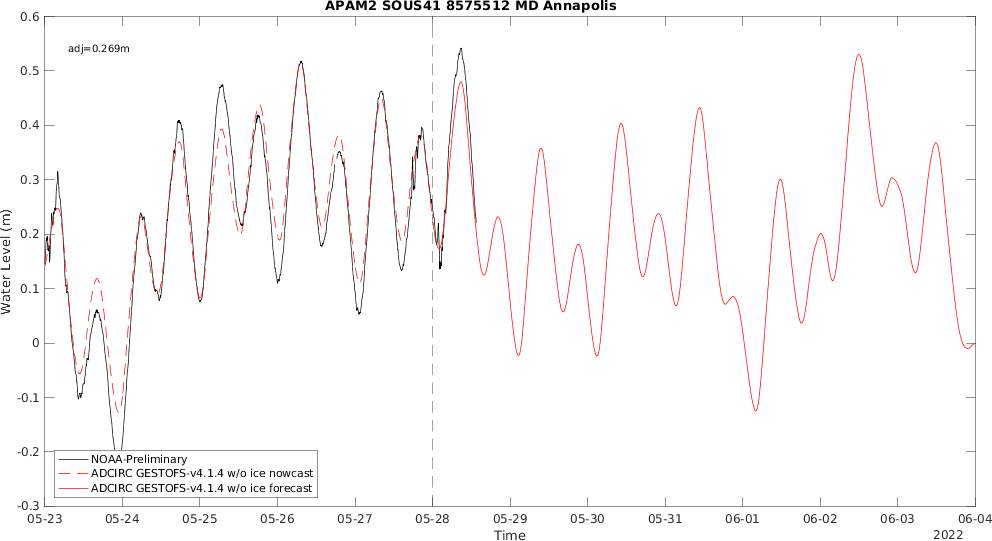 APAM2 SOUS41 8575512 MD Annapolis
adj=0.269m
Water Level (m)
0.6
0.5
0.4
0.3
0.2
0.1
0
-0.1
-0.2
-0.3
NOAA-Preliminary
ADCIRC GESTOFS-v4.1.4 w/o ice nowcast
ADCIRC GESTOFS-v4.1.4 w/o ice forecast
05-23 05-24 05-25 05-26 05-27 05-28 05-29 05-30 05-31 06-01 06-02 06-03 06-04
Time
2022